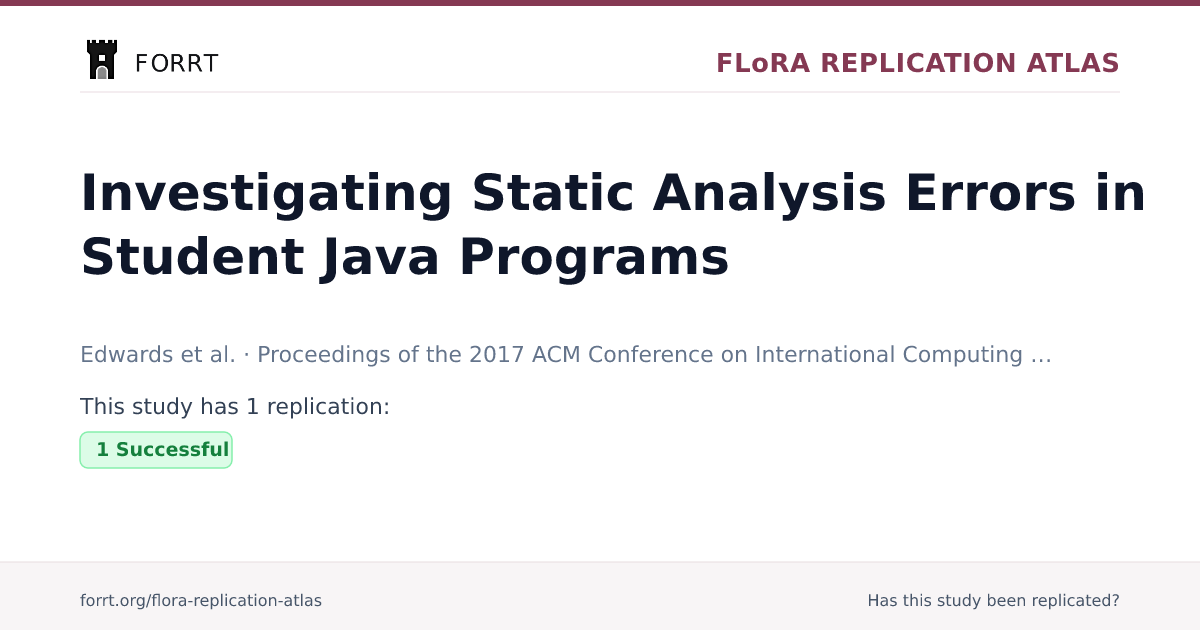 FORRT
FLoRA REPLICATION ATLAS
Investigating Static Analysis Errors in
Student Java Programs
Edwards et al. · Proceedings of the 2017 ACM Conference on International Computing …
This study has 1 replication:
1 Successful
forrt.org/flora-replication-atlas
Has this study been replicated?